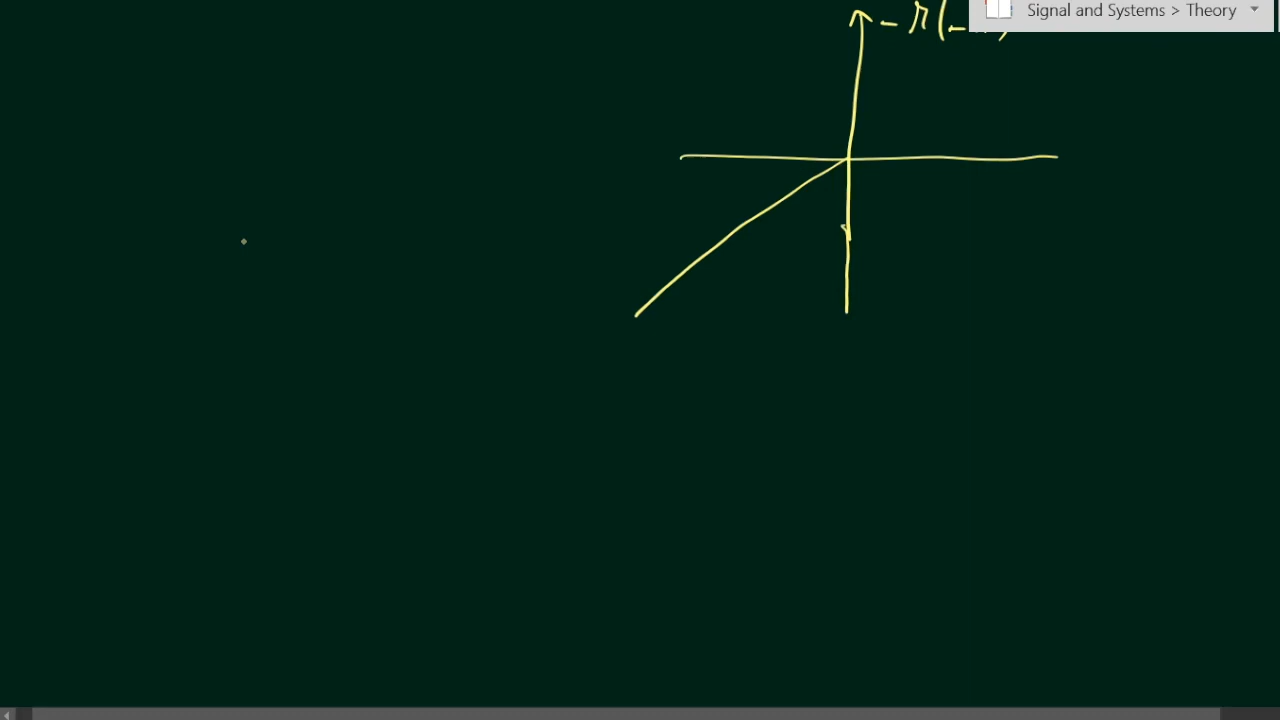 Signal and Systems > Theory
- r(-